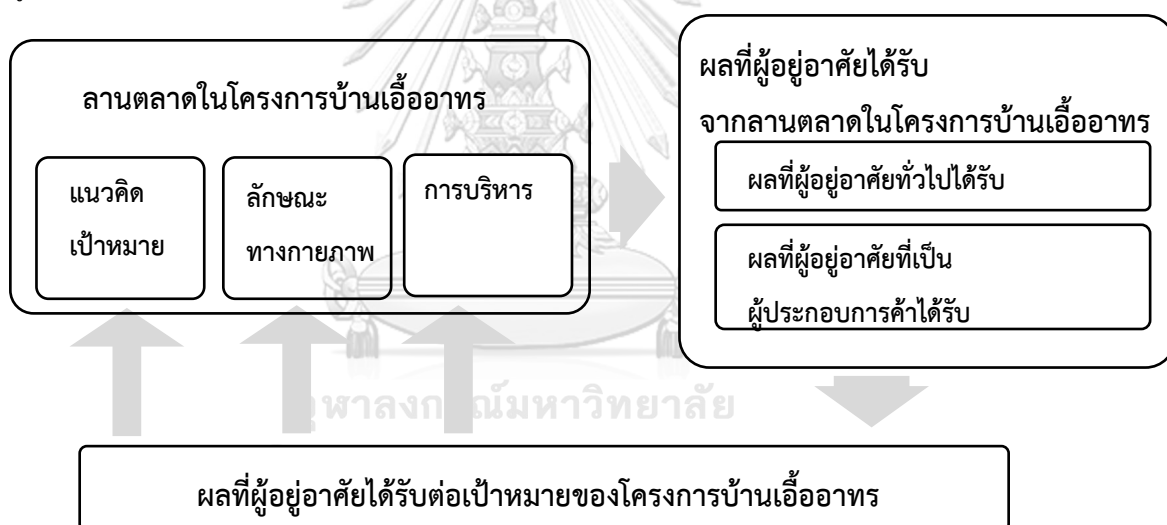 ลานตลาดในโครงการบ้านเอื้ออาทร
แนวคิด
เป้าหมาย
ลักษณะ
ทางกายภาพ
การบริหาร
ผลที่ผู้อยู่อาศัยได้รับ
จากลานตลาดในโครงการบ้านเอื้ออาทร
ผลที่ผู้อยู่อาศัยทั่วไปได้รับ
ผลที่ผู้อยู่อาศัยที่เป็น
ผู้ประกอบการค้าได้รับ
มหาวิทยาลัย
ผลที่ผู้อยู่อาศัยได้รับต่อเป้าหมายของโครงการบ้านเอื้ออาทร